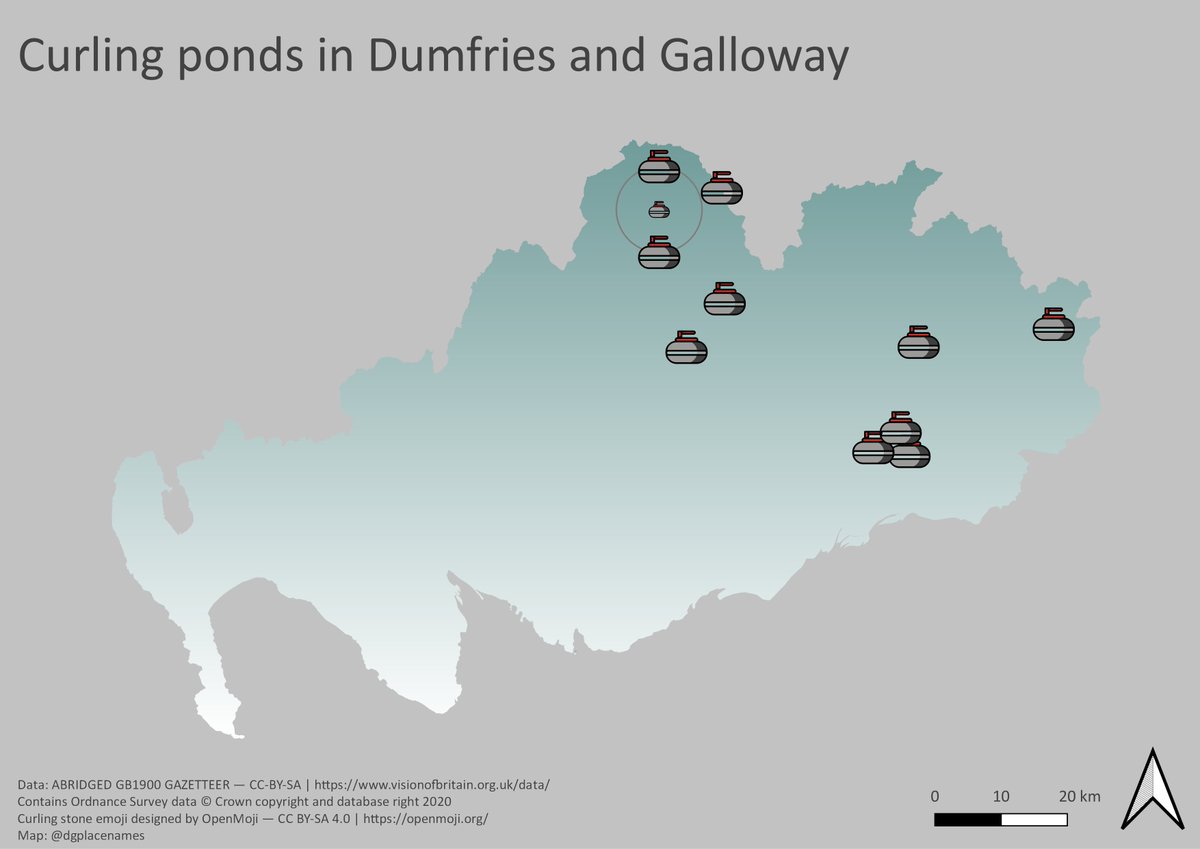 Curling ponds in Dumfries and Galloway
Data: ABRIDGED GB1900 GAZETTEER — CC-BY-SA | https://www.visionofbritain.org.uk/data/
Contains Ordnance Survey data © Crown copyright and database right 2020
Curling stone emoji designed by OpenMoji — CC BY-SA 4.0 | https://openmoji.org/
Map: @dgplacenames
0 10 20 km